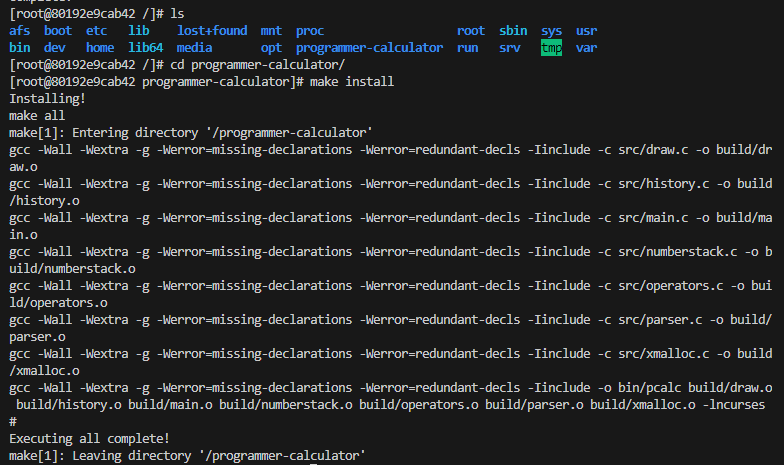 [root@80192e9cab42 /]# ls
afs boot etc lib lost+found mnt proc root sbin sys usr
bin dev home lib64 media opt programmer-calculator run srv tmp var
[root@80192e9cab42 /]# cd programmer-calculator/
[root@80192e9cab42 programmer-calculator]# make install
Installing!
make all
make[1]: Entering directory '/programmer-calculator'
gcc -Wall -Wextra -g -Werror=missing-declarations -Werror=redundant-decls -Iinclude -c src/draw.c -o build/dr
aw.o
gcc -Wall -Wextra -g -Werror=missing-declarations -Werror=redundant-decls -Iinclude -c src/history.c -o build
/history.o
gcc -Wall -Wextra -g -Werror=missing-declarations -Werror=redundant-decls -Iinclude -c src/main.c -o build/ma
in.o
gcc -Wall -Wextra -g -Werror=missing-declarations -Werror=redundant-decls -Iinclude -c src/numberstack.c -o b
uild/numberstack.o
gcc -Wall -Wextra -g -Werror=missing-declarations -Werror=redundant-decls -Iinclude -c src/operators.c -o bui
ld/operators.o
gcc -Wall -Wextra -g -Werror=missing-declarations -Werror=redundant-decls -Iinclude -c src/parser.c -o build/
parser.o
gcc -Wall -Wextra -g -Werror=missing-declarations -Werror=redundant-decls -Iinclude -c src/xmalloc.c -o build
/xmalloc.o
gcc -Wall -Wextra -g -Werror=missing-declarations -Werror=redundant-decls -Iinclude -o bin/pcalc build/draw.o
build/history.o build/main.o build/numberstack.o build/operators.o build/parser.o build/xmalloc.o -lncurses
#
Executing all complete!
make[1]: Leaving directory '/programmer-calculator'